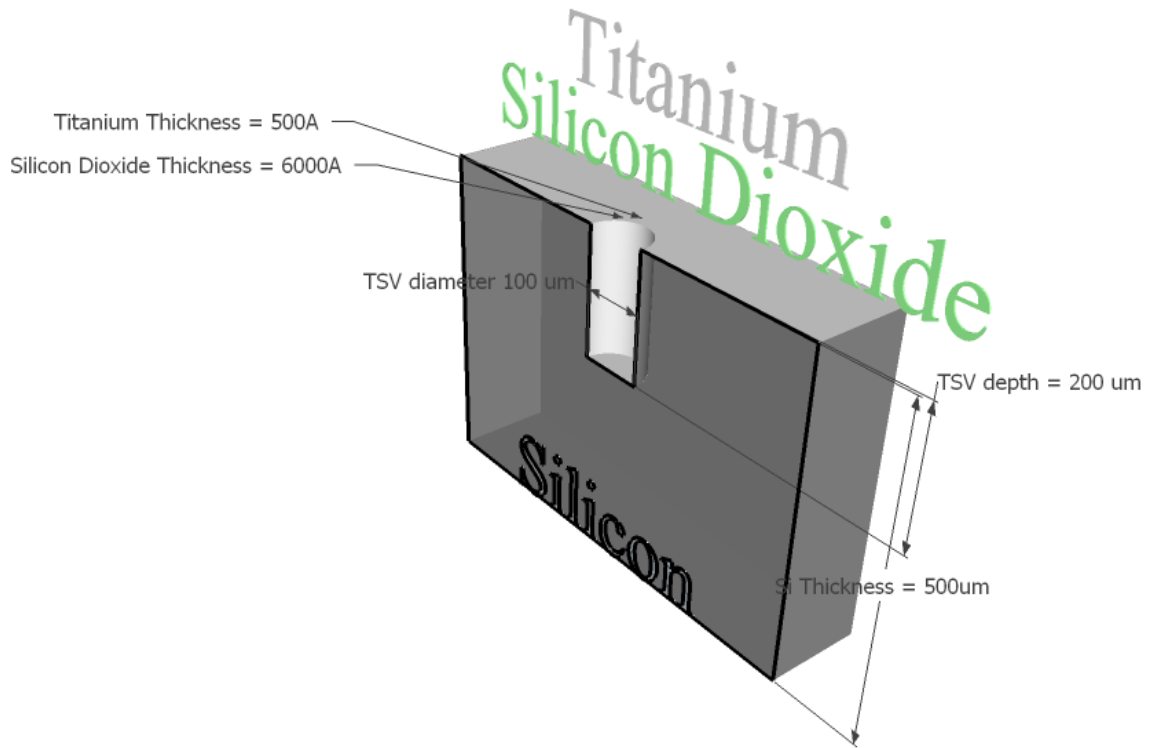 Titanium
Silicon Dioxide
Titanium Thickness = 500A
Silicon Dioxide Thickness = 6000A
TSV diameter 100 um
TSV depth = 200 um
Silicon
Si Thickness = 500um